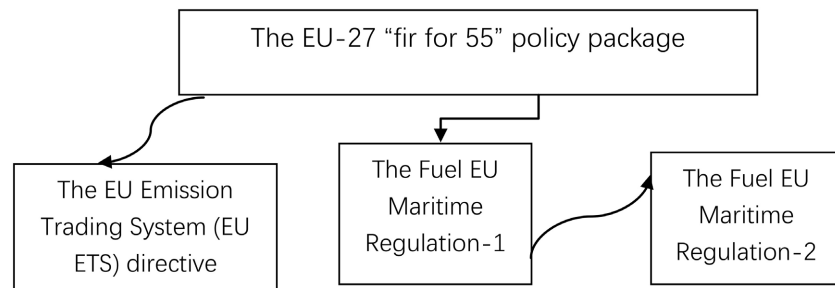 The EU-27 “fir for 55” policy package
The EU Emission
Trading System (EU
ETS) directive
The Fuel EU
Maritime
Regulation-1
The Fuel EU
Maritime
Regulation-2